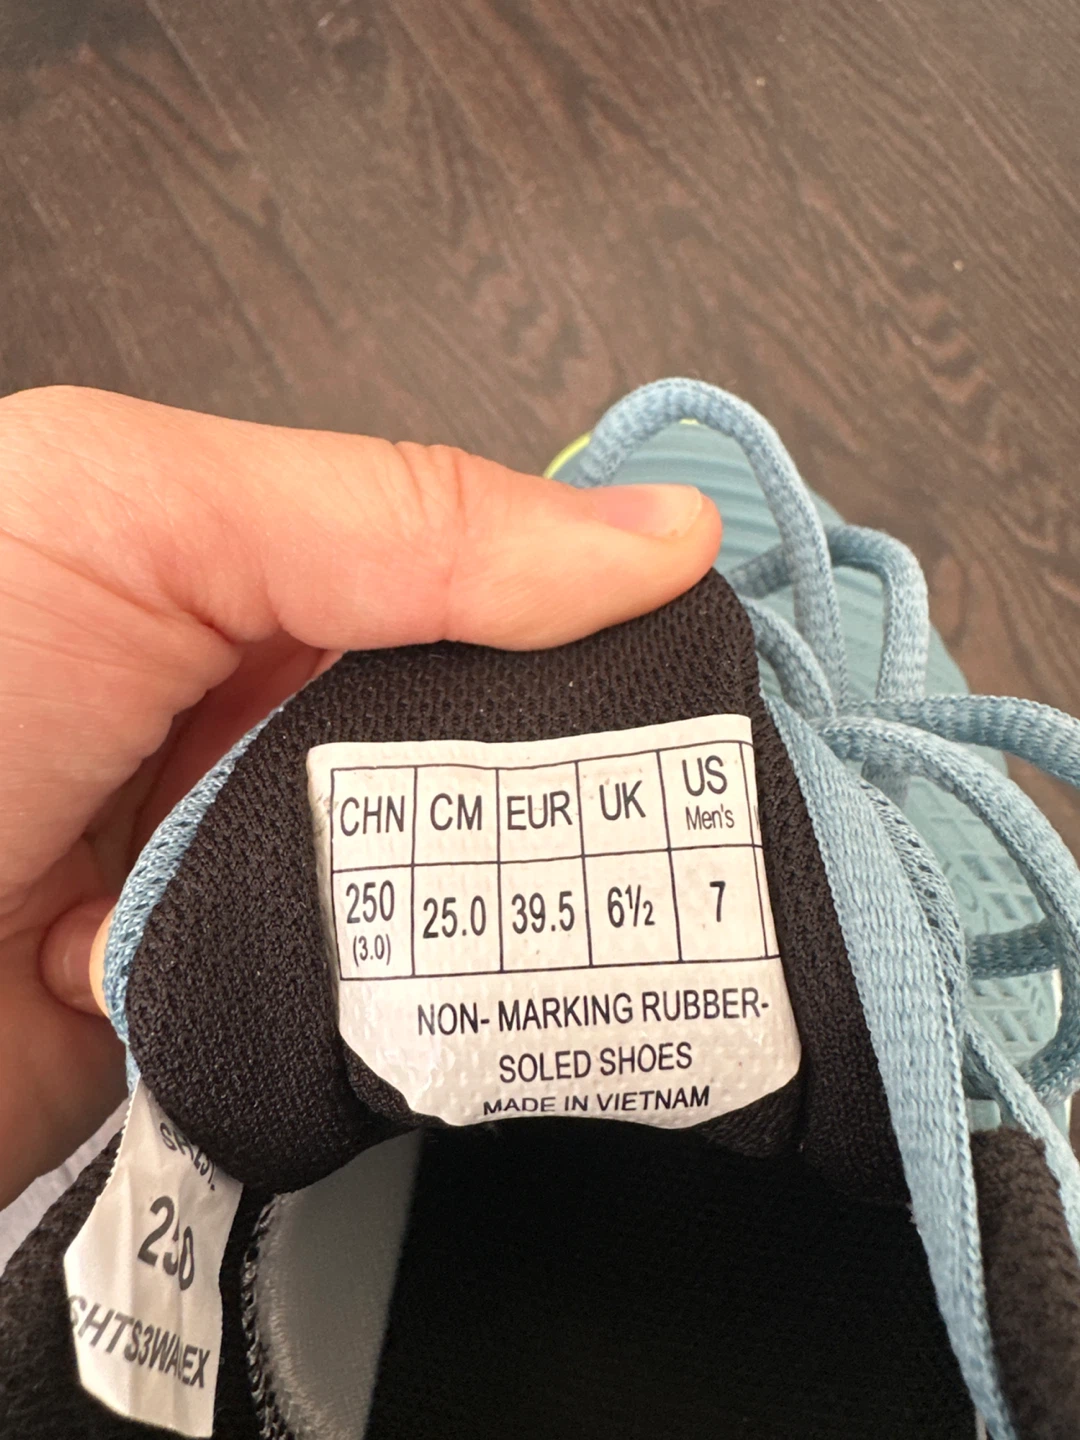 CHN CM EUR UK US Men's
250 (3.0) 25.0 39.5 6½ 7
NON- MARKING RUBBER-
SOLED SHOES
MADE IN VIETNAM
250